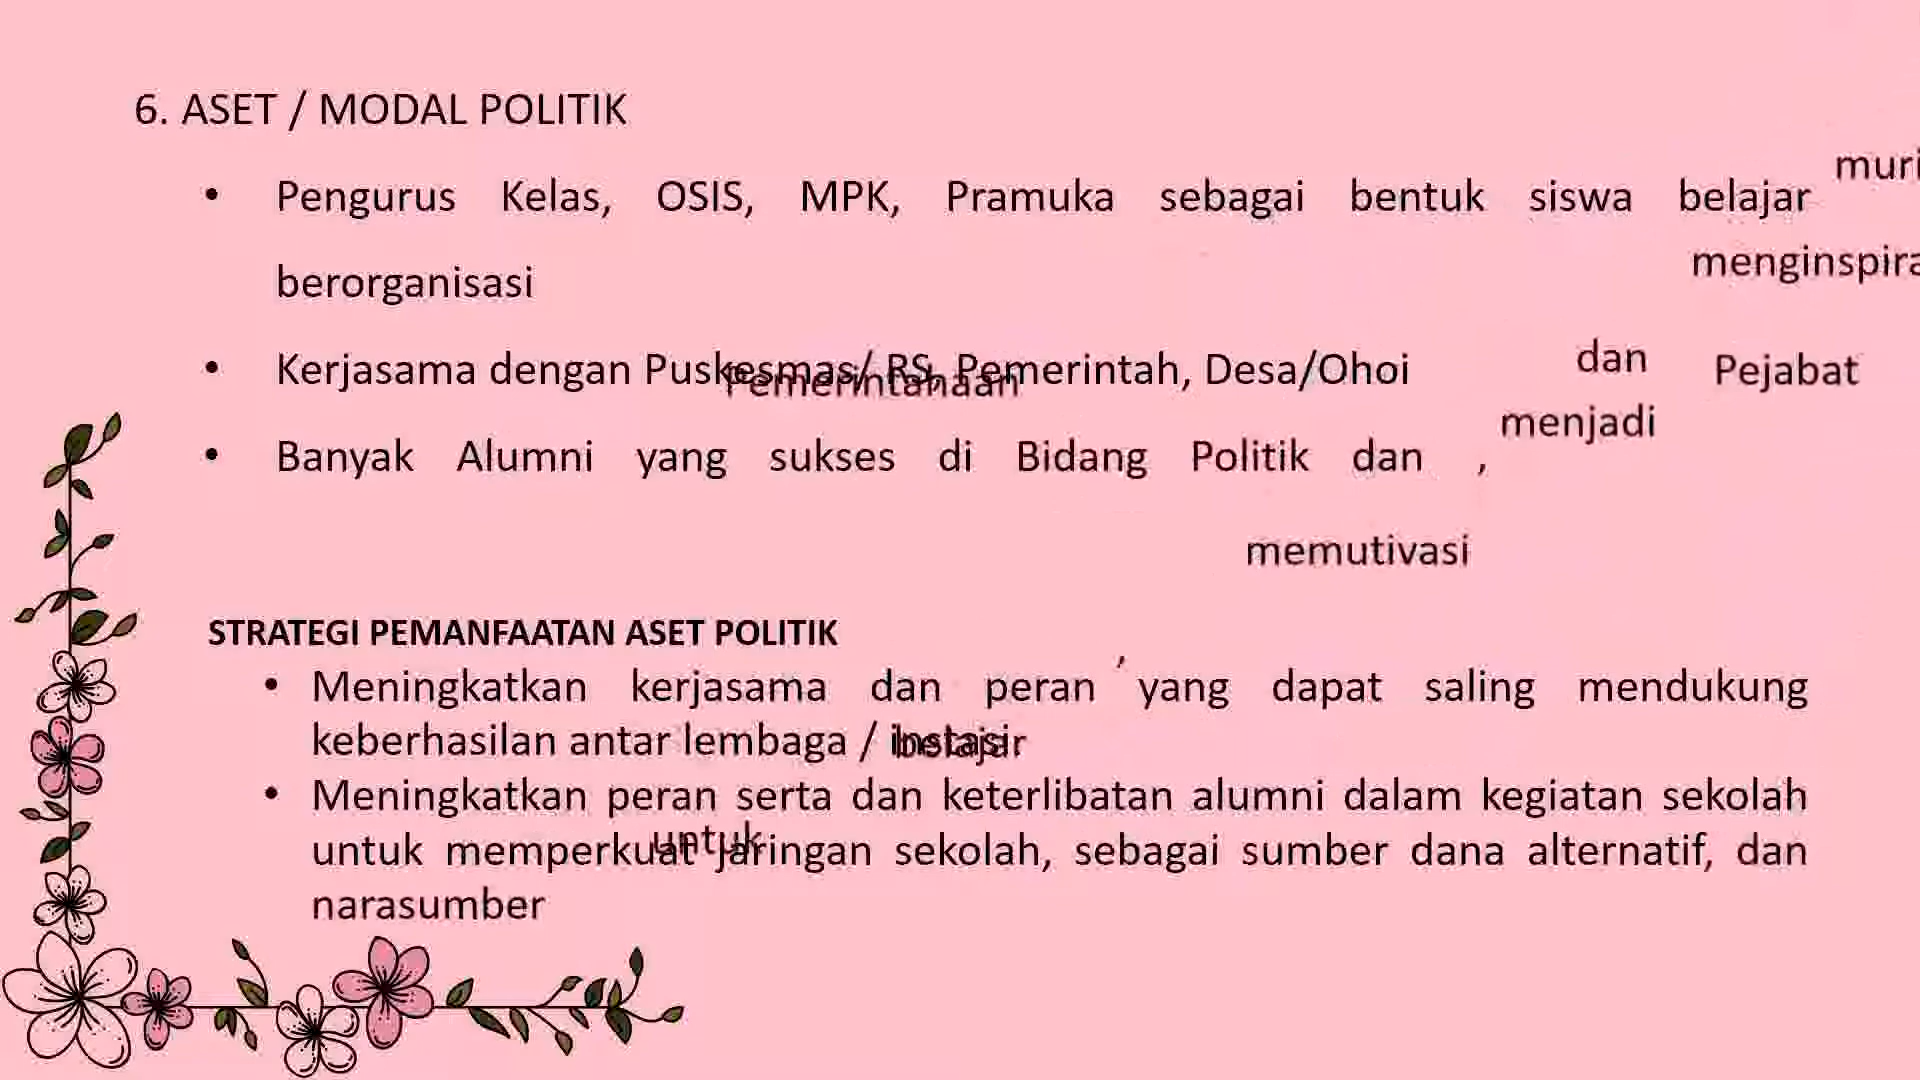 6. ASET / MODAL POLITIK
muri
• Pengurus Kelas, OSIS, MPK, Pramuka sebagai bentuk siswa belajar
menginspira
berorganisasi
• Kerjasama dengan Puskesmas/ RS, Pemerintah, Desa/Ohoi
dan
Pejabat
Pemerintahaan
menjadi
• Banyak Alumni yang sukses di Bidang Politik dan ,
memutivasi
STRATEGI PEMANFAATAN ASET POLITIK
,
• Meningkatkan kerjasama dan peran yang dapat saling mendukung
keberhasilan antar lembaga / instasi.
belajar
• Meningkatkan peran serta dan keterlibatan alumni dalam kegiatan sekolah
untuk
untuk memperkuat jaringan sekolah, sebagai sumber dana alternatif, dan
narasumber